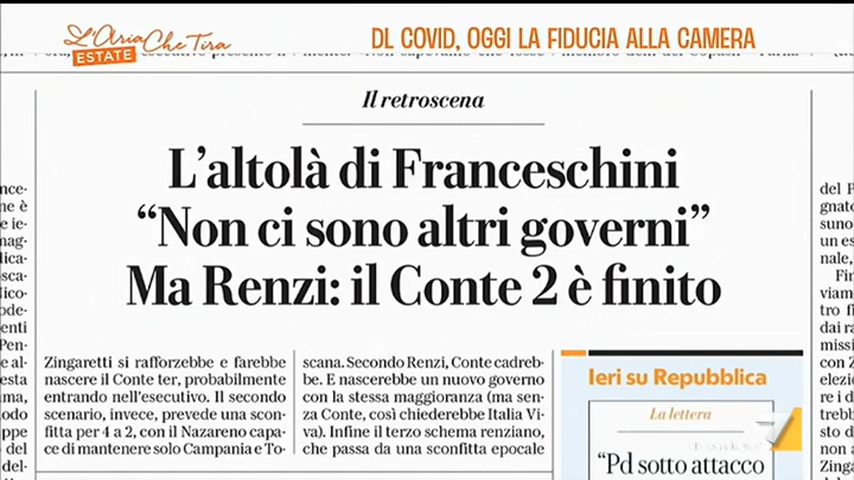 L'Aria Che Tira
ESTATE
DL COVID, OGGI LA FIDUCIA ALLA CAMERA
Il retroscena
L'altolà di Franceschini
“Non ci sono altri governi”
Ma Renzi: il Conte 2 è finito
Zingaretti si rafforzebbe e farebbe
nascere il Conte ter, probabilmente
entrando nell'esecutivo. Il secondo
scenario, invece, prevede una scon-
fitta per 4 a 2, con il Nazareno capa-
ce di mantenere solo Campania e To-
scana. Secondo Renzi, Conte cadreb-
be. E nascerebbe un nuovo governo
con la stessa maggioranza (ma sen-
za Conte, così chiederebbe Italia Vi-
va). Infine il terzo schema renziano,
che passa da una sconfitta epocale
Ieri su Repubblica
La lettera
“Pd sotto attacco